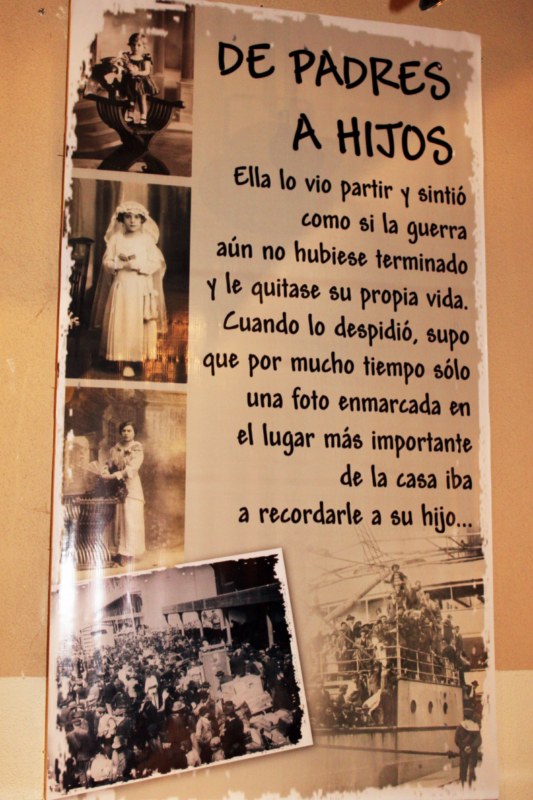 DE PADRES
A HIJOS
Ella lo vio partir y sintió
como si la guerra
aún no hubiese terminado
y le quitase su propia vida.
Cuando lo despidió, supo
que por mucho tiempo sólo
una foto enmarcada en
el lugar más importante
de la casa iba
a recordarle a su hijo...